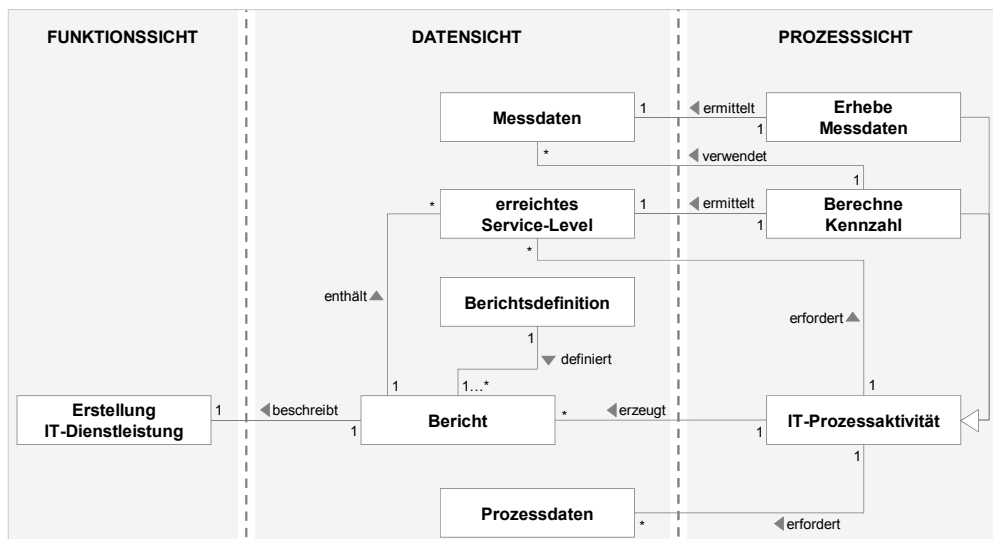 FUNKTIONSSICHT
DATENSICHT
PROZESSSICHT
Messdaten
1
ermittelt
1
Erhebe
Messdaten
*
verwendet
1
erreichtes
Service-Level
*
1
ermittelt
1
Berechne
Kennzahl
*
enthält
Berichtsdefinition
erfordert
1
definiert
1
1...*
1
Erstellung
IT-Dienstleistung
1
beschreibt
1
Bericht
*
erzeugt
1
IT-Prozessaktivität
1
Prozessdaten
*
erfordert